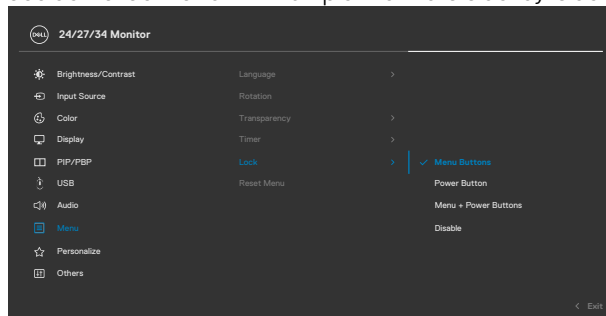 DELL
24/27/34 Monitor
Brightness/Contrast
Input Source
Color
Display
PIP/PBP
USB
Audio
Menu
Personalize
Others
Language
Rotation
Transparency
Timer
Lock
Reset Menu
Menu Buttons
Power Button
Menu + Power Buttons
Disable
Exit